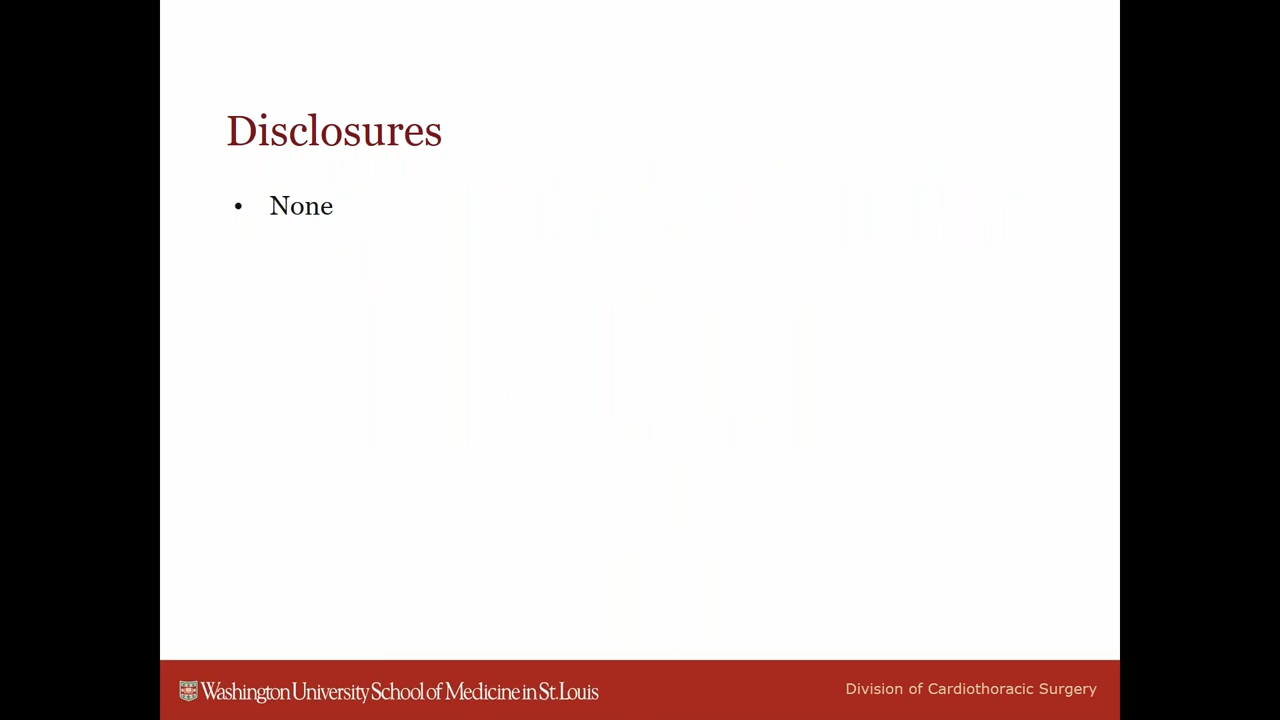 Disclosures
• None
Washington University School of Medicine in St. Louis
Division of Cardiothoracic Surgery